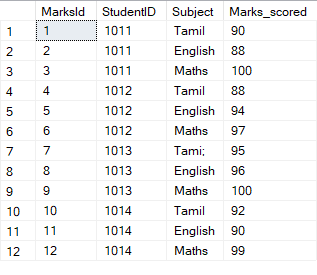 MarksId StudentID Subject Marks_scored
1 1 1011 Tamil 90
2 2 1011 English 88
3 3 1011 Maths 100
4 4 1012 Tamil 88
5 5 1012 English 94
6 6 1012 Maths 97
7 7 1013 Tami; 95
8 8 1013 English 96
9 9 1013 Maths 100
10 10 1014 Tamil 92
11 11 1014 English 90
12 12 1014 Maths 99